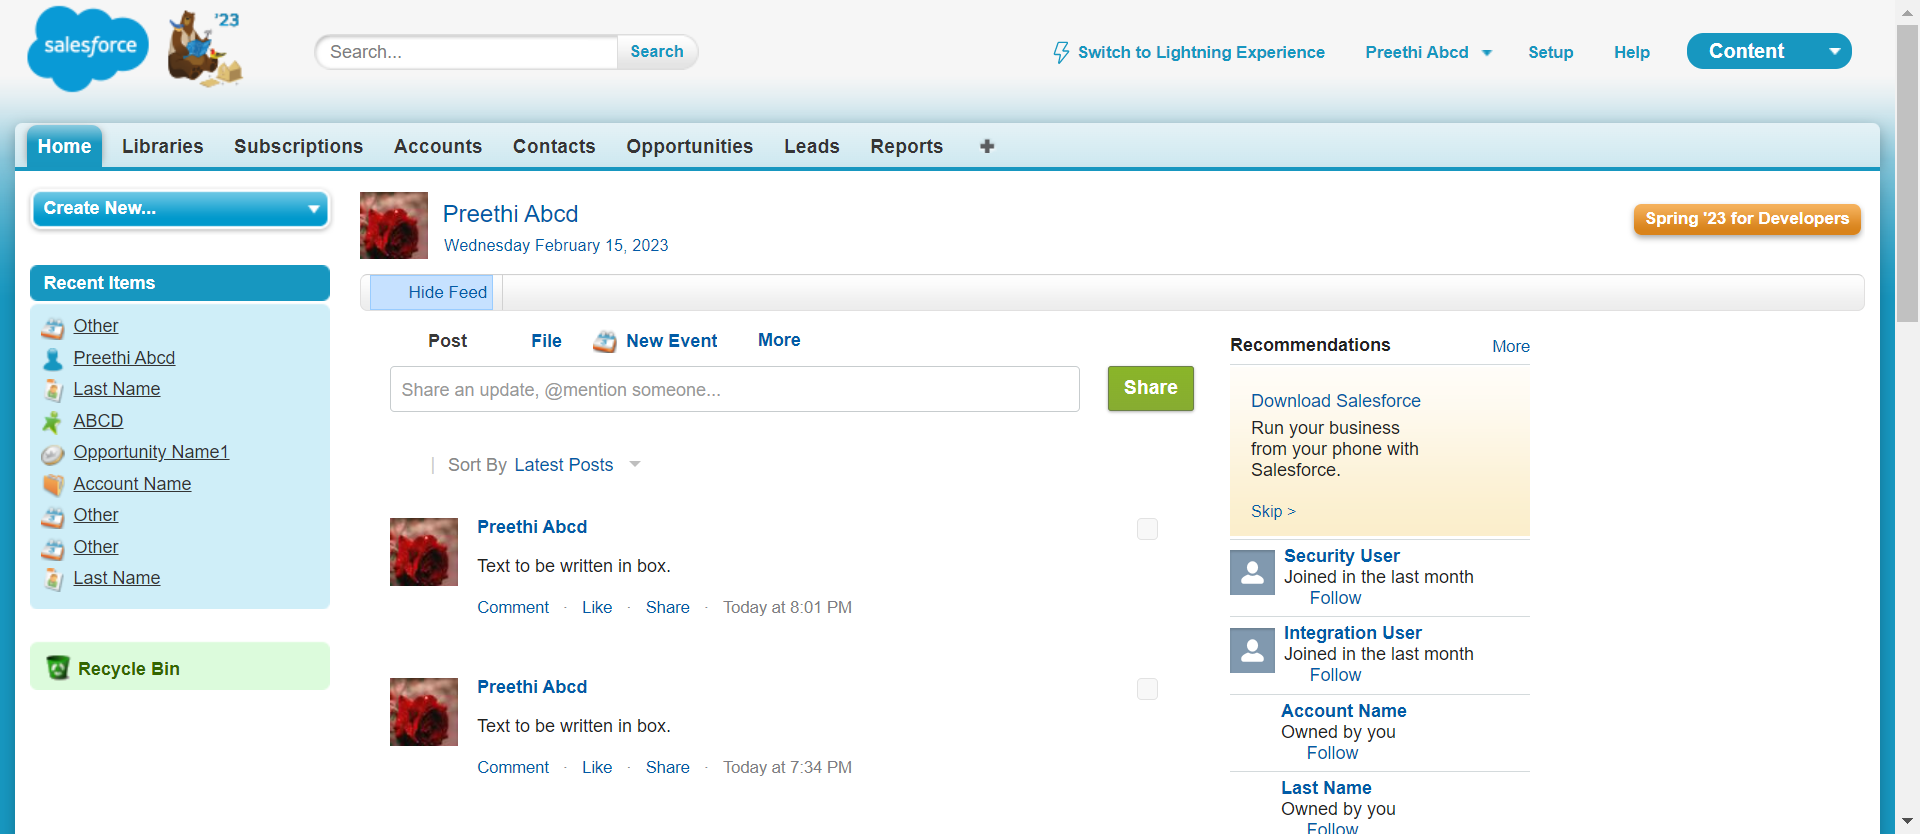 salesforce
'23
Search...
Search
Switch to Lightning Experience
Preethi Abcd
Setup
Help
Content
Home
Libraries
Subscriptions
Accounts
Contacts
Opportunities
Leads
Reports
Create New...
Recent Items
Other
Preethi Abcd
Last Name
ABCD
Opportunity Name1
Account Name
Other
Other
Last Name
Recycle Bin
Preethi Abcd
Wednesday February 15, 2023
Spring '23 for Developers
Hide Feed
Post
File
New Event
More
Share an update, @mention someone...
Share
Sort By Latest Posts
Preethi Abcd
Text to be written in box.
Comment · Like · Share · Today at 8:01 PM
Preethi Abcd
Text to be written in box.
Comment · Like · Share · Today at 7:34 PM
Recommendations
More
Download Salesforce
Run your business
from your phone with
Salesforce.
Skip >
Security User
Joined in the last month
Follow
Integration User
Joined in the last month
Follow
Account Name
Owned by you
Follow
Last Name
Owned by you
Follow